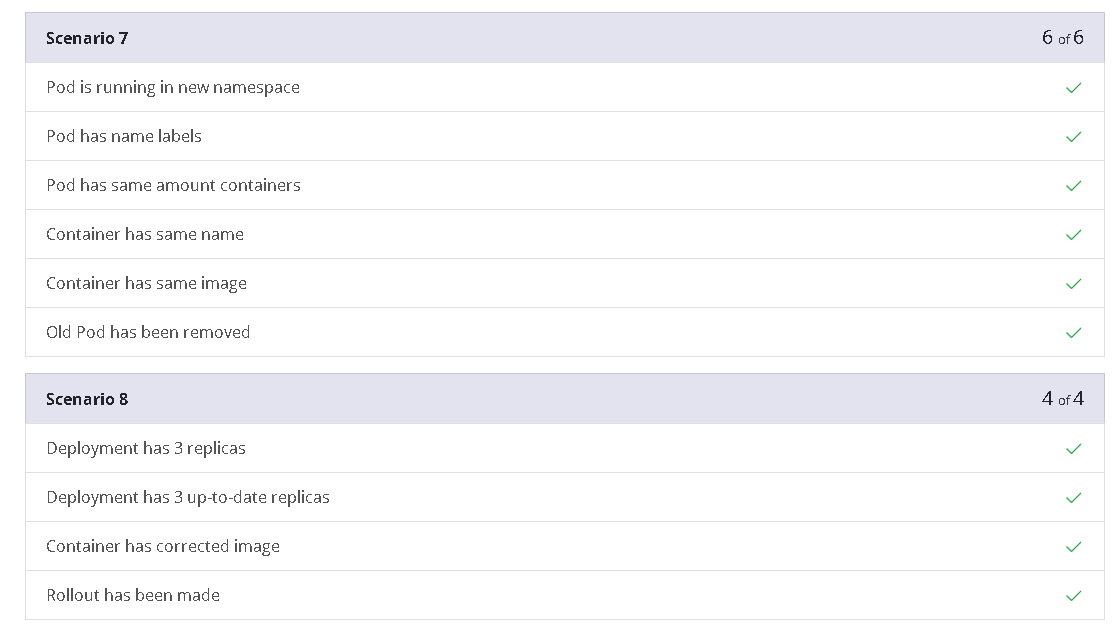 Scenario 7 6 of 6
Pod is running in new namespace
Pod has name labels
Pod has same amount containers
Container has same name
Container has same image
Old Pod has been removed
Scenario 8 4 of 4
Deployment has 3 replicas
Deployment has 3 up-to-date replicas
Container has corrected image
Rollout has been made